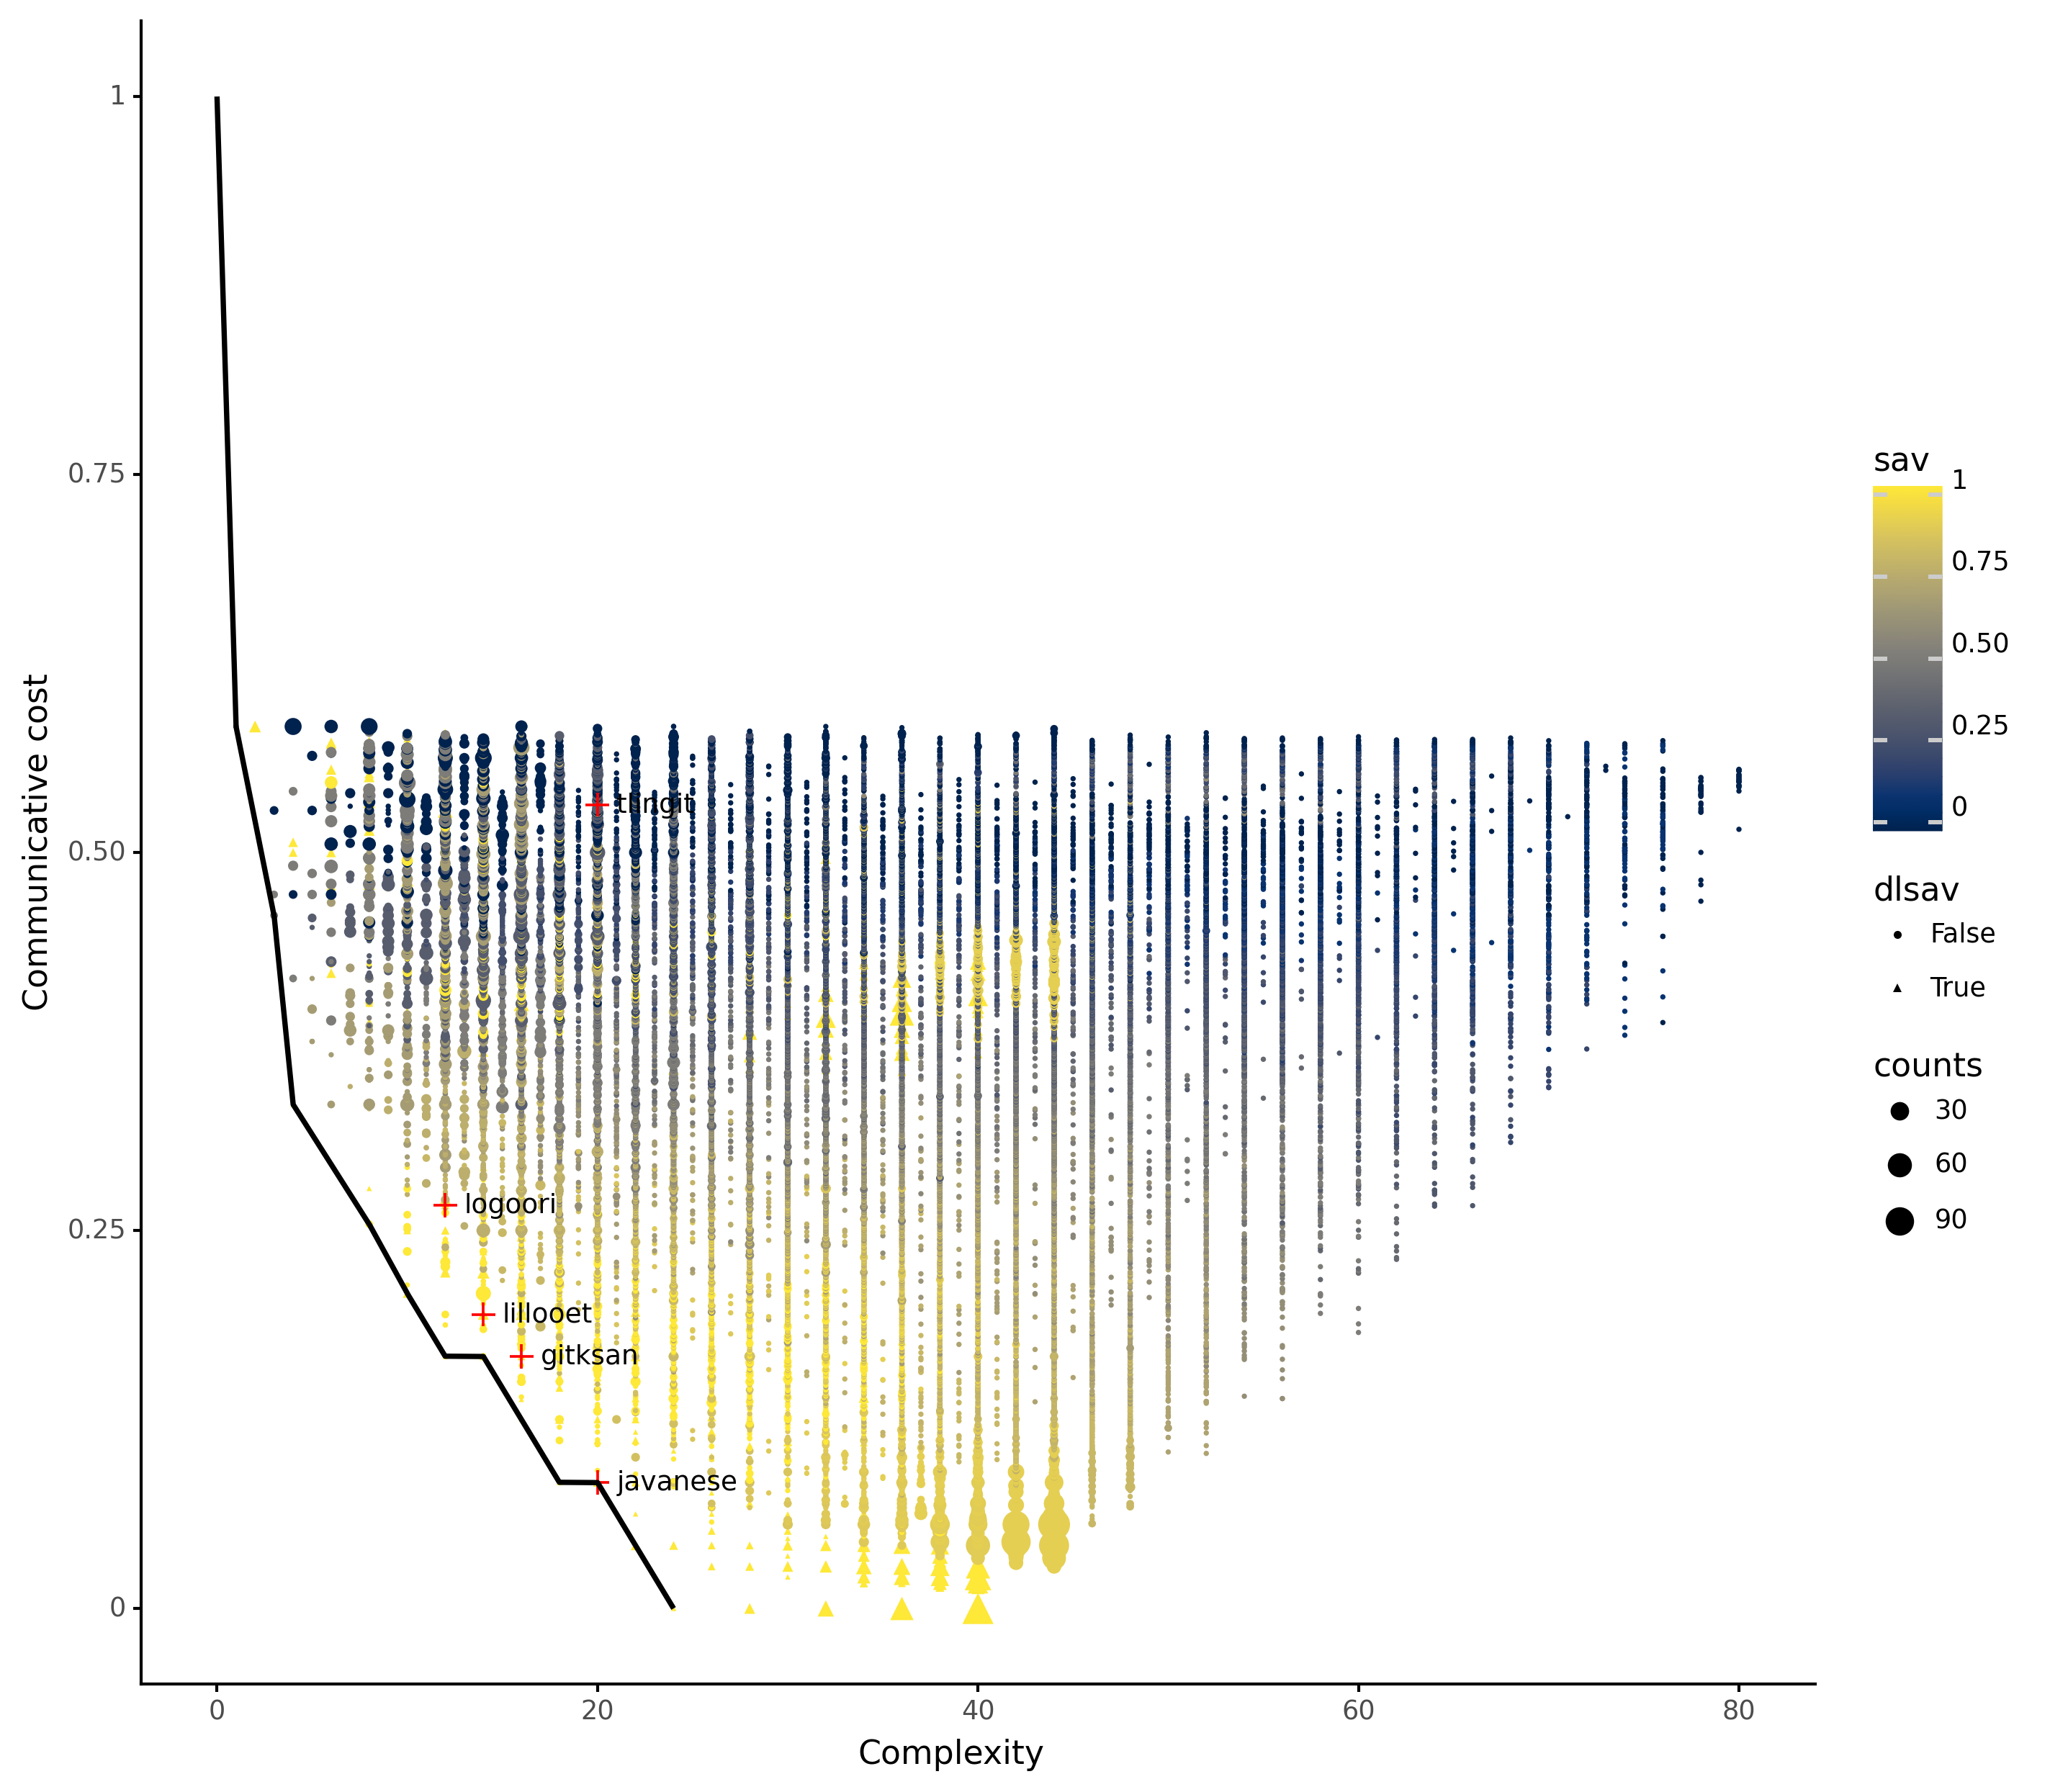 1
0.75
0.50
0.25
0
Communicative cost
tlingit
logoori
lillooet
gitksan
javanese
0
20
40
60
80
Complexity
sav
1
0.75
0.50
0.25
0
dlsav
False
True
counts
30
60
90